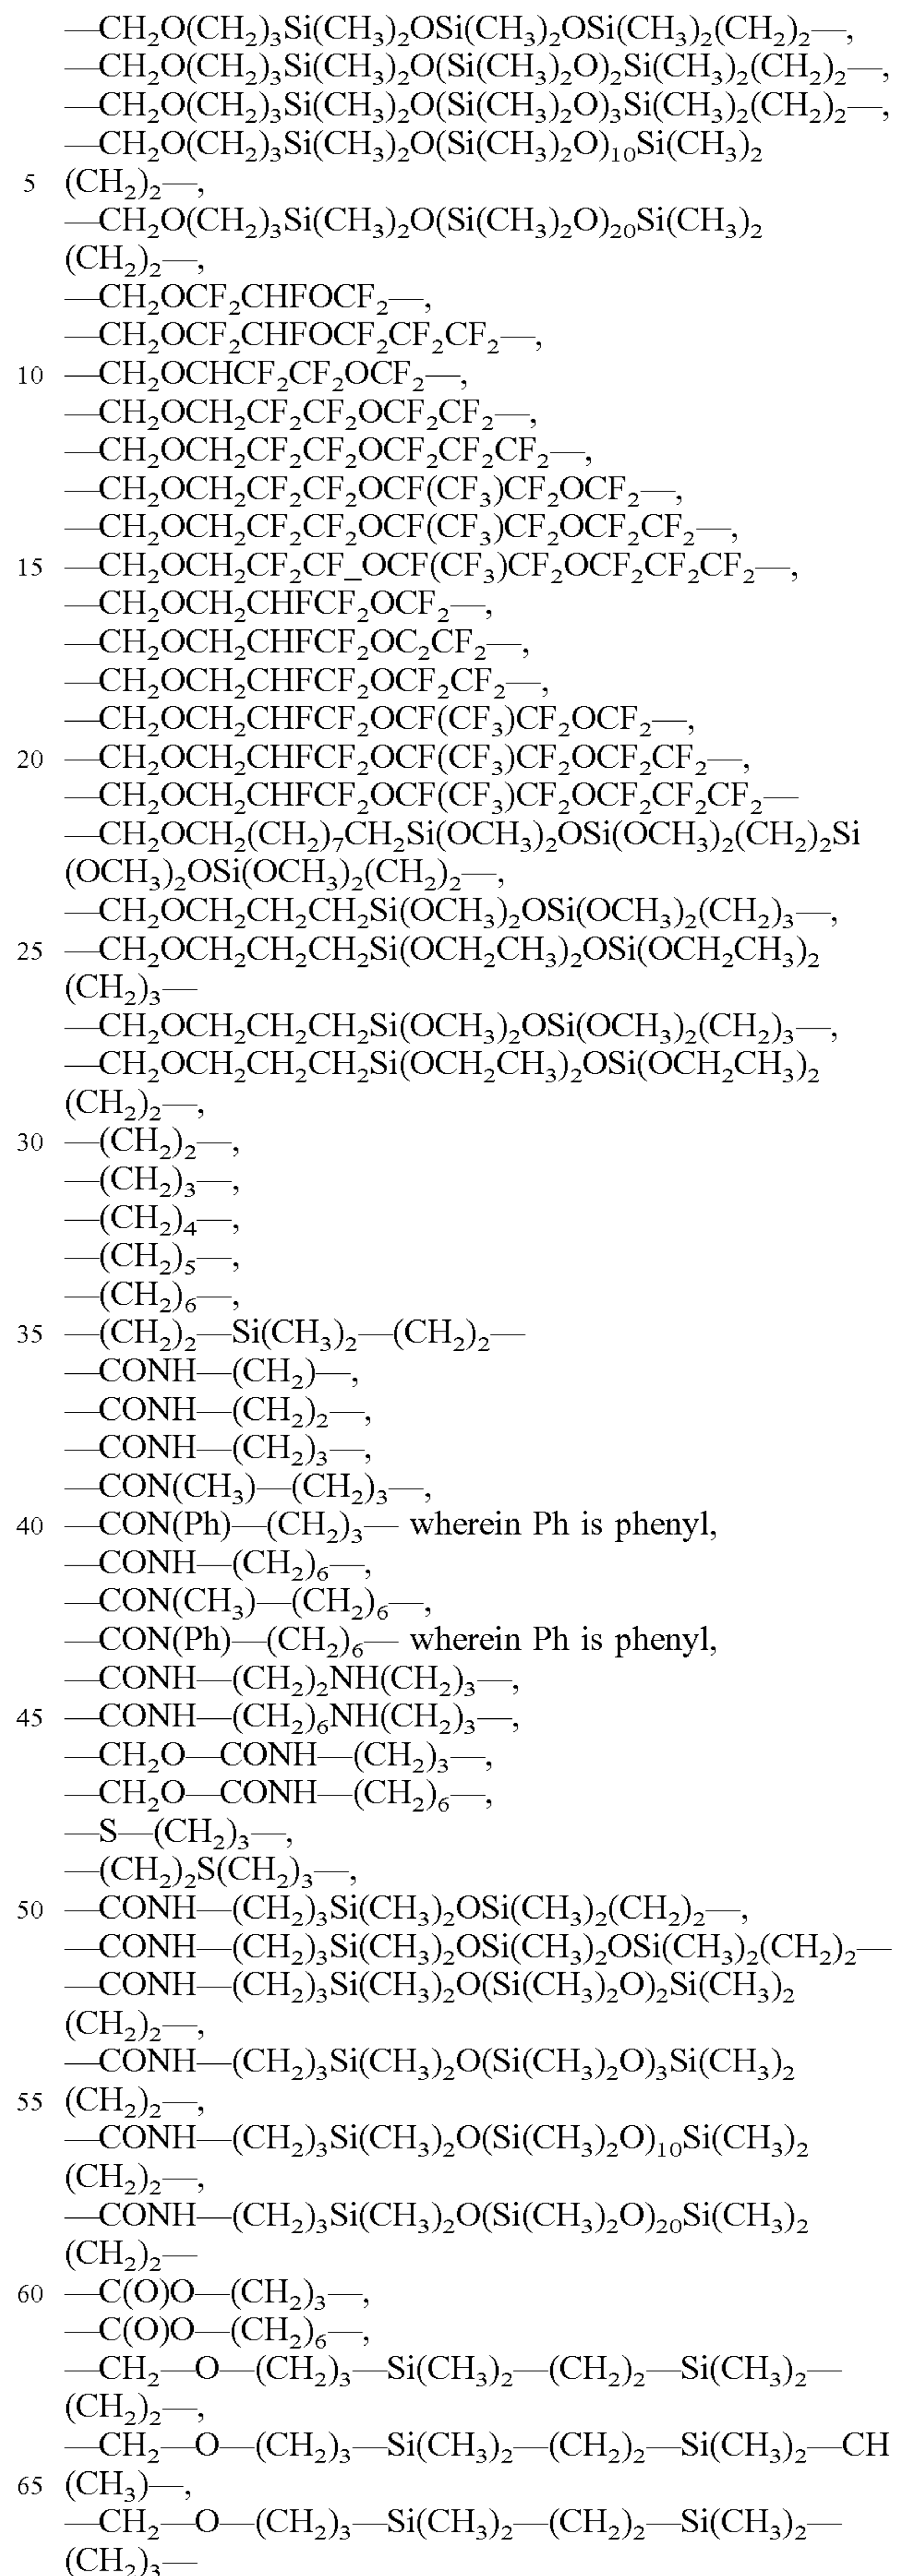 —CH₂O(CH₂)₃Si(CH₃)₂OSi(CH₃)₂OSi(CH₃)₂(CH₂)₂—,
—CH₂O(CH₂)₃Si(CH₃)₂O(Si(CH₃)₂O)₂Si(CH₃)₂(CH₂)₂—,
—CH₂O(CH₂)₃Si(CH₃)₂O(Si(CH₃)₂O)₃Si(CH₃)₂(CH₂)₂—,
—CH₂O(CH₂)₃Si(CH₃)₂O(Si(CH₃)₂O)₁₀Si(CH₃)₂
5 (CH₂)₂—,
—CH₂O(CH₂)₃Si(CH₃)₂O(Si(CH₃)₂O)₂₀Si(CH₃)₂
(CH₂)₂—,
—CH₂OCF₂CHFOCF₂—,
—CH₂OCF₂CHFOCF₂CF₂CF₂—,
10 —CH₂OCHCF₂CF₂OCF₂—,
—CH₂OCH₂CF₂CF₂OCF₂CF₂—,
—CH₂OCH₂CF₂CF₂OCF₂CF₂CF₂—,
—CH₂OCH₂CF₂CF₂OCF(CF₃)CF₂OCF₂—,
—CH₂OCH₂CF₂CF₂OCF(CF₃)CF₂OCF₂CF₂—,
15 —CH₂OCH₂CF₂CF_OCF(CF₃)CF₂OCF₂CF₂CF₂—,
—CH₂OCH₂CHFCF₂OCF₂—,
—CH₂OCH₂CHFCF₂OC₂CF₂—,
—CH₂OCH₂CHFCF₂OCF₂CF₂—,
—CH₂OCH₂CHFCF₂OCF(CF₃)CF₂OCF₂—,
20 —CH₂OCH₂CHFCF₂OCF(CF₃)CF₂OCF₂CF₂—,
—CH₂OCH₂CHFCF₂OCF(CF₃)CF₂OCF₂CF₂CF₂—
—CH₂OCH₂(CH₂)₇CH₂Si(OCH₃)₂OSi(OCH₃)₂(CH₂)₂Si
(OCH₃)₂OSi(OCH₃)₂(CH₂)₂—,
—CH₂OCH₂CH₂CH₂Si(OCH₃)₂OSi(OCH₃)₂(CH₂)₃—,
25 —CH₂OCH₂CH₂CH₂Si(OCH₂CH₃)₂OSi(OCH₂CH₃)₂
(CH₂)₃—
—CH₂OCH₂CH₂CH₂Si(OCH₃)₂OSi(OCH₃)₂(CH₂)₃—,
—CH₂OCH₂CH₂CH₂Si(OCH₂CH₃)₂OSi(OCH₂CH₃)₂
(CH₂)₂—,
30 —(CH₂)₂—,
—(CH₂)₃—,
—(CH₂)₄—,
—(CH₂)₅—,
—(CH₂)₆—,
35 —(CH₂)₂—Si(CH₃)₂—(CH₂)₂—
—CONH—(CH₂)—,
—CONH—(CH₂)₂—,
—CONH—(CH₂)₃—,
—CON(CH₃)—(CH₂)₃—,
40 —CON(Ph)—(CH₂)₃— wherein Ph is phenyl,
—CONH—(CH₂)₆—,
—CON(CH₃)—(CH₂)₆—,
—CON(Ph)—(CH₂)₆— wherein Ph is phenyl,
—CONH—(CH₂)₂NH(CH₂)₃—,
45 —CONH—(CH₂)₆NH(CH₂)₃—,
—CH₂O—CONH—(CH₂)₃—,
—CH₂O—CONH—(CH₂)₆—,
—S—(CH₂)₃—,
—(CH₂)₂S(CH₂)₃—,
50 —CONH—(CH₂)₃Si(CH₃)₂OSi(CH₃)₂(CH₂)₂—,
—CONH—(CH₂)₃Si(CH₃)₂OSi(CH₃)₂OSi(CH₃)₂(CH₂)₂—
—CONH—(CH₂)₃Si(CH₃)₂O(Si(CH₃)₂O)₂Si(CH₃)₂
(CH₂)₂—,
—CONH—(CH₂)₃Si(CH₃)₂O(Si(CH₃)₂O)₃Si(CH₃)₂
55 (CH₂)₂—,
—CONH—(CH₂)₃Si(CH₃)₂O(Si(CH₃)₂O)₁₀Si(CH₃)₂
(CH₂)₂—,
—CONH—(CH₂)₃Si(CH₃)₂O(Si(CH₃)₂O)₂₀Si(CH₃)₂
(CH₂)₂—
60 —C(O)O—(CH₂)₃—,
—C(O)O—(CH₂)₆—,
—CH₂—O—(CH₂)₃—Si(CH₃)₂—(CH₂)₂—Si(CH₃)₂—
(CH₂)₂—,
—CH₂—O—(CH₂)₃—Si(CH₃)₂—(CH₂)₂—Si(CH₃)₂—CH
65 (CH₃)—,
—CH₂—O—(CH₂)₃—Si(CH₃)₂—(CH₂)₂—Si(CH₃)₂—
(CH₂)₃—